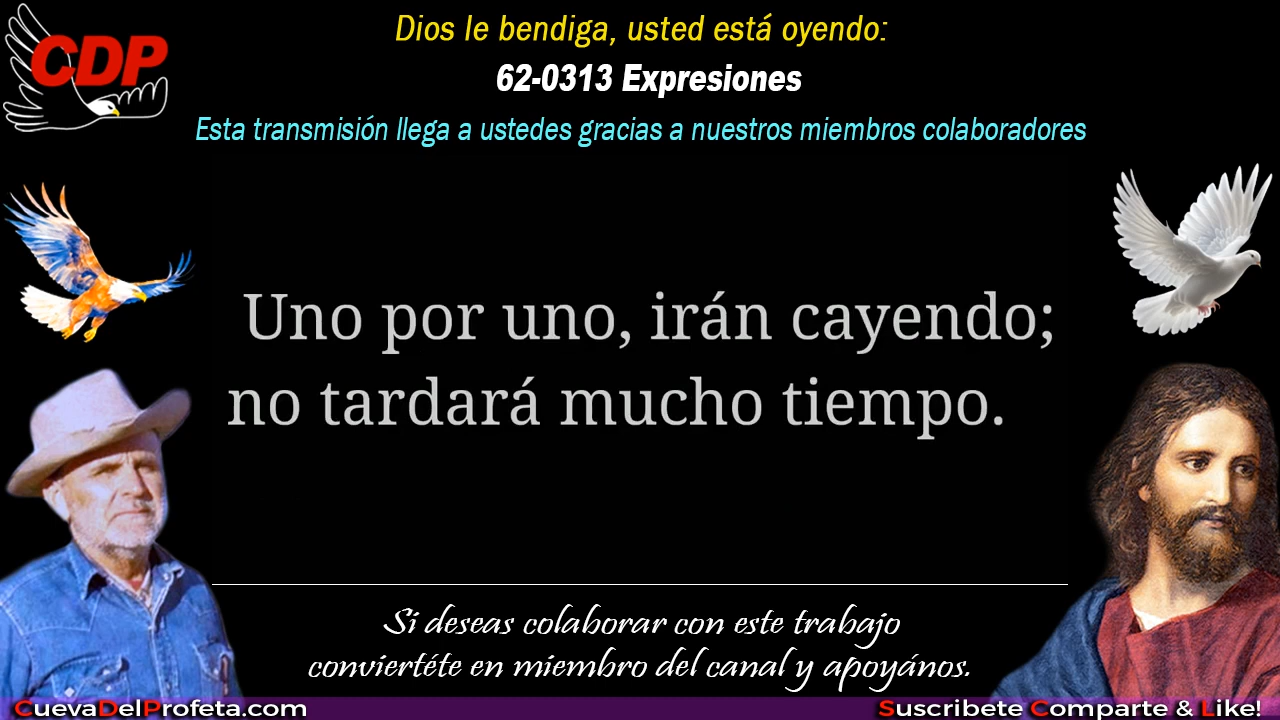 CDP
Dios le bendiga, usted está oyendo:
62-0313 Expresiones
Esta transmisión llega a ustedes gracias a nuestros miembros colaboradores
Uno por uno, irán cayendo;
no tardará mucho tiempo.
Si deseas colaborar con este trabajo
conviertéte en miembro del canal y apoyános.
CuevaDelProfeta.com
Suscribete Comparte & Like!